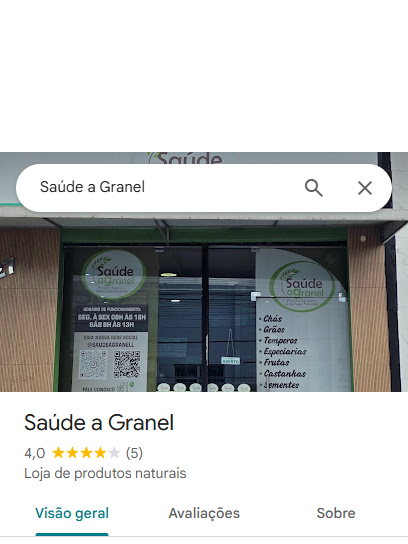 Saúde
Saúde a Granel
Saúde
aGranel
HORÁRIO DE FUNCIONAMENTO:
SEG. À SEX 08H ÀS 18H
SÁB 8H ÀS 13H
SIGA NOSSA REDE SOCIAL
@SAUDEAGRANELL
FALE CONOSCO
ABERTO
Saúde
aGranel
• Chás
• Grãos
• Temperos
• Especiarias
• Frutas
• Castanhas
• Sementes
Saúde a Granel
4,0 ★★★★★ (5)
Loja de produtos naturais
Visão geral
Avaliações
Sobre